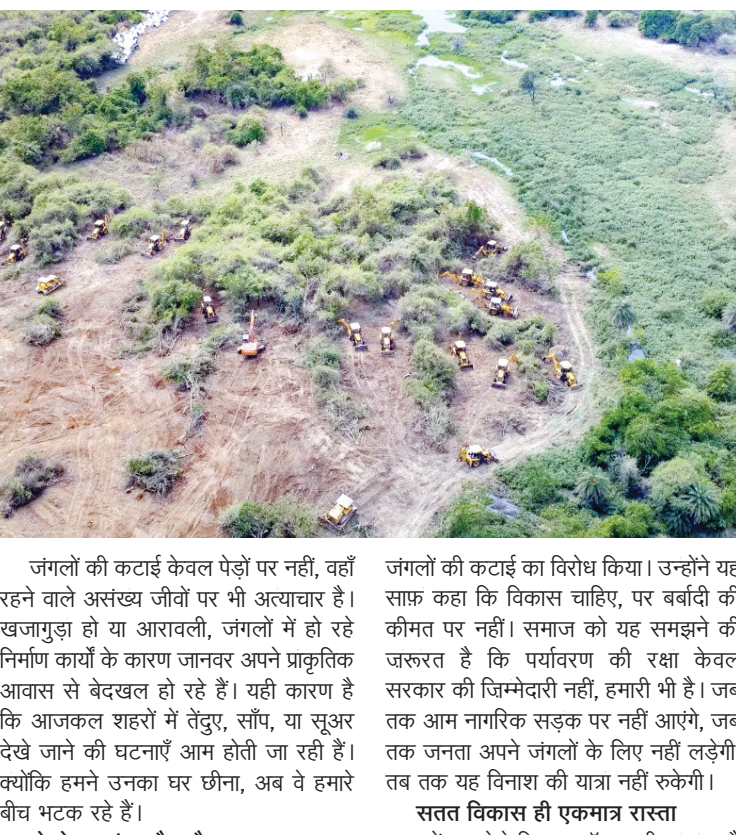 जंगलों की कटाई केवल पेड़ों पर नहीं, वहाँ
रहने वाले असंख्य जीवों पर भी अत्याचार है।
खजागुड़ा हो या आरावली, जंगलों में हो रहे
निर्माण कार्यों के कारण जानवर अपने प्राकृतिक
आवास से बेदखल हो रहे हैं। यही कारण है
कि आजकल शहरों में तेंदुए, साँप, या सूअर
देखे जाने की घटनाएँ आम होती जा रही हैं।
क्योंकि हमने उनका घर छीना, अब वे हमारे
बीच भटक रहे हैं।
जंगलों की कटाई का विरोध किया। उन्होंने यह
साफ़ कहा कि विकास चाहिए, पर बर्बादी की
कीमत पर नहीं। समाज को यह समझने की
जरूरत है कि पर्यावरण की रक्षा केवल
सरकार की जिम्मेदारी नहीं, हमारी भी है। जब
तक आम नागरिक सड़क पर नहीं आएंगे, जब
तक जनता अपने जंगलों के लिए नहीं लड़ेगी
तब तक यह विनाश की यात्रा नहीं रुकेगी।
सतत विकास ही एकमात्र रास्ता